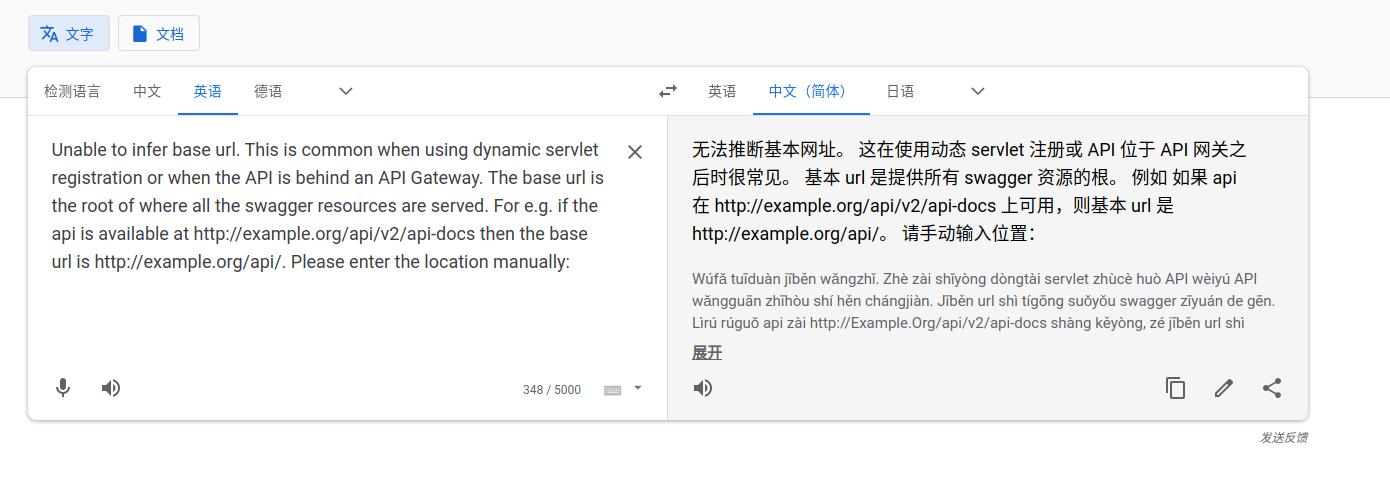 文字 文档
检测语言 中文 英语 德语 英语 中文（简体） 日语
Unable to infer base url. This is common when using dynamic servlet
registration or when the API is behind an API Gateway. The base url is
the root of where all the swagger resources are served. For e.g. if the
api is available at http://example.org/api/v2/api-docs then the base
url is http://example.org/api/. Please enter the location manually:
348 / 5000
无法推断基本网址。 这在使用动态 servlet 注册或 API 位于 API 网关之
后时很常见。 基本 url 是提供所有 swagger 资源的根。 例如 如果 api
在 http://example.org/api/v2/api-docs 上可用，则基本 url 是
http://example.org/api/。 请手动输入位置：
Wúfǎ tuīduàn jīběn wǎngzhǐ. Zhè zài shǐyòng dòngtài servlet zhùcè huò API wèiyú API
wǎngguān zhīhòu shí hěn chángjiàn. Jīběn url shì tígōng suǒyǒu swagger zīyuán de gēn.
Lìrú rúguǒ api zài http://Example.Org/api/v2/api-docs shàng kěyòng, zé jīběn url shì
展开
发送反馈